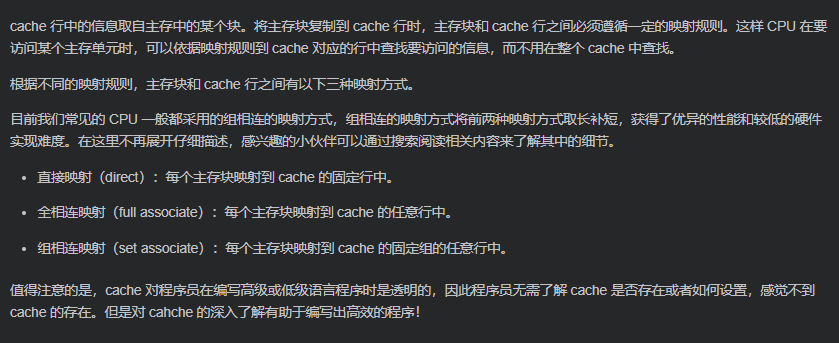 cache 行中的信息取自主存中的某个块。将主存块复制到 cache 行时，主存块和 cache 行之间必须遵循一定的映射规则。这样 CPU 在要
访问某个主存单元时，可以依据映射规则到 cache 对应的行中查找要访问的信息，而不用在整个 cache 中查找。
根据不同的映射规则，主存块和 cache 行之间有以下三种映射方式。
目前我们常见的 CPU 一般都采用的组相连的映射方式，组相连的映射方式将前两种映射方式取长补短，获得了优异的性能和较低的硬件
实现难度。在这里不再展开仔细描述，感兴趣的小伙伴可以通过搜索阅读相关内容来了解其中的细节。
• 直接映射（direct）：每个主存块映射到 cache 的固定行中。
• 全相连映射（full associate）：每个主存块映射到 cache 的任意行中。
• 组相连映射（set associate）：每个主存块映射到 cache 的固定组的任意行中。
值得注意的是，cache 对程序员在编写高级或低级语言程序时是透明的，因此程序员无需了解 cache 是否存在或者如何设置，感觉不到
cache 的存在。但是对 cahche 的深入了解有助于编写出高效的程序！